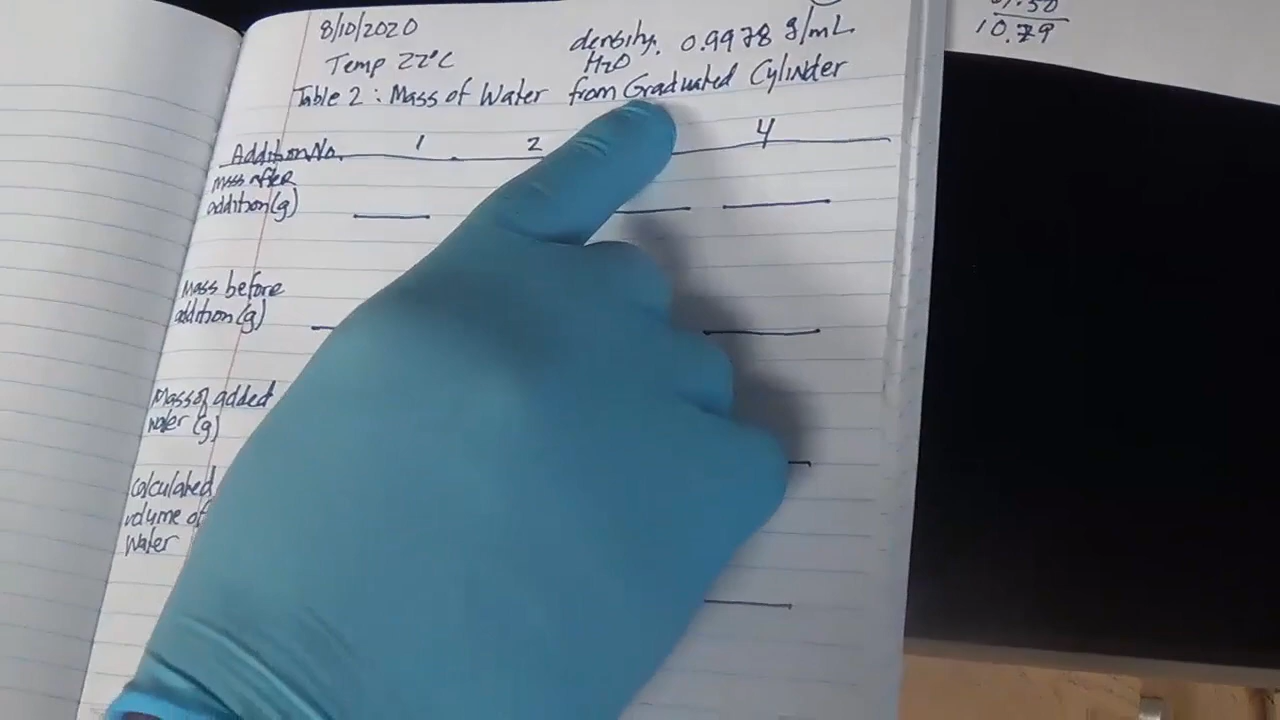 8/10/2020
density. 0.9978 g/mL
H2O
Temp 22°C
Table 2 : Mass of Water from Graduated Cylinder
Addition No. 1 2 4
Mass after
addition (g)
Mass before
addition (g)
Mass of added
water (g)
Calculated
volume of
Water
10.79